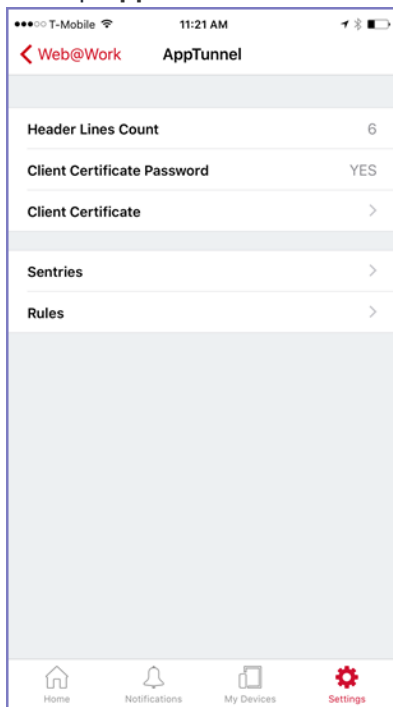 T-Mobile 11:21 AM
Web@Work AppTunnel
Header Lines Count 6
Client Certificate Password YES
Client Certificate
Sentries
Rules
Home Notifications My Devices Settings